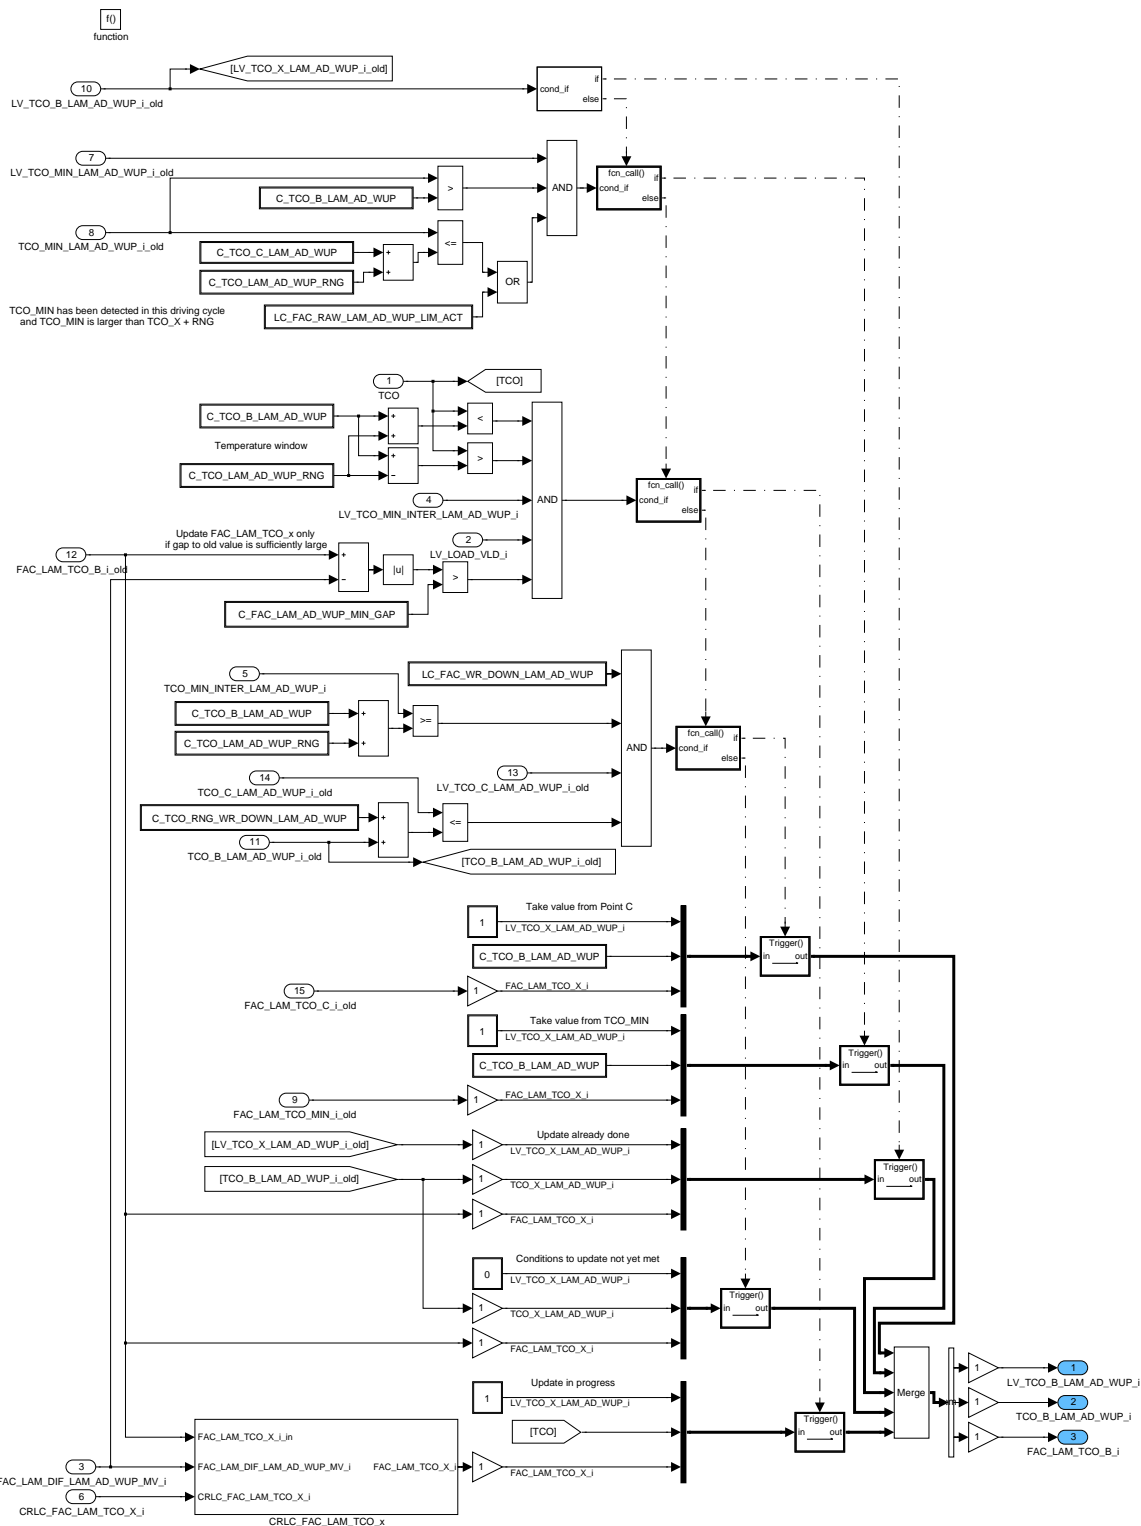 f()
function
[LV_TCO_X_LAM_AD_WUP_i_old]
10
LV_TCO_B_LAM_AD_WUP_i_old
cond_if
if
else
7
LV_TCO_MIN_LAM_AD_WUP_i_old
C_TCO_B_LAM_AD_WUP
>
AND
fcn_call()
cond_if
if
else
8
TCO_MIN_LAM_AD_WUP_i_old
C_TCO_C_LAM_AD_WUP
+
+
<=
C_TCO_LAM_AD_WUP_RNG
OR
LC_FAC_RAW_LAM_AD_WUP_LIM_ACT
TCO_MIN has been detected in this driving cycle
and TCO_MIN is larger than TCO_X + RNG
1
TCO
[TCO]
C_TCO_B_LAM_AD_WUP
+
+
<
Temperature window
+
−
>
C_TCO_LAM_AD_WUP_RNG
AND
fcn_call()
cond_if
if
else
4
LV_TCO_MIN_INTER_LAM_AD_WUP_i
Update FAC_LAM_TCO_x only
if gap to old value is sufficiently large
2
LV_LOAD_VLD_i
12
FAC_LAM_TCO_B_i_old
+
−
|u|
>
C_FAC_LAM_AD_WUP_MIN_GAP
5
TCO_MIN_INTER_LAM_AD_WUP_i
LC_FAC_WR_DOWN_LAM_AD_WUP
C_TCO_B_LAM_AD_WUP
+
+
>=
C_TCO_LAM_AD_WUP_RNG
AND
fcn_call()
cond_if
if
else
14
TCO_C_LAM_AD_WUP_i_old
13
LV_TCO_C_LAM_AD_WUP_i_old
C_TCO_RNG_WR_DOWN_LAM_AD_WUP
+
+
<=
11
TCO_B_LAM_AD_WUP_i_old
[TCO_B_LAM_AD_WUP_i_old]
Take value from Point C
1
LV_TCO_X_LAM_AD_WUP_i
C_TCO_B_LAM_AD_WUP
Trigger()
in
out
15
FAC_LAM_TCO_C_i_old
1
FAC_LAM_TCO_X_i
Take value from TCO_MIN
1
LV_TCO_X_LAM_AD_WUP_i
C_TCO_B_LAM_AD_WUP
Trigger()
in
out
9
FAC_LAM_TCO_MIN_i_old
1
FAC_LAM_TCO_X_i
[LV_TCO_X_LAM_AD_WUP_i_old]
1
Update already done
LV_TCO_X_LAM_AD_WUP_i
[TCO_B_LAM_AD_WUP_i_old]
1
TCO_X_LAM_AD_WUP_i
Trigger()
in
out
1
FAC_LAM_TCO_X_i
Conditions to update not yet met
0
LV_TCO_X_LAM_AD_WUP_i
1
TCO_X_LAM_AD_WUP_i
Trigger()
in
out
1
FAC_LAM_TCO_X_i
Update in progress
1
LV_TCO_X_LAM_AD_WUP_i
[TCO]
Trigger()
in
out
Merge
1
1
LV_TCO_B_LAM_AD_WUP_i
1
2
TCO_B_LAM_AD_WUP_i
1
3
FAC_LAM_TCO_B_i
FAC_LAM_TCO_X_i_in
3
FAC_LAM_DIF_LAM_AD_WUP_MV_i
FAC_LAM_DIF_LAM_AD_WUP_MV_i
FAC_LAM_TCO_X_i
1
FAC_LAM_TCO_X_i
6
CRLC_FAC_LAM_TCO_X_i
CRLC_FAC_LAM_TCO_X_i
CRLC_FAC_LAM_TCO_x